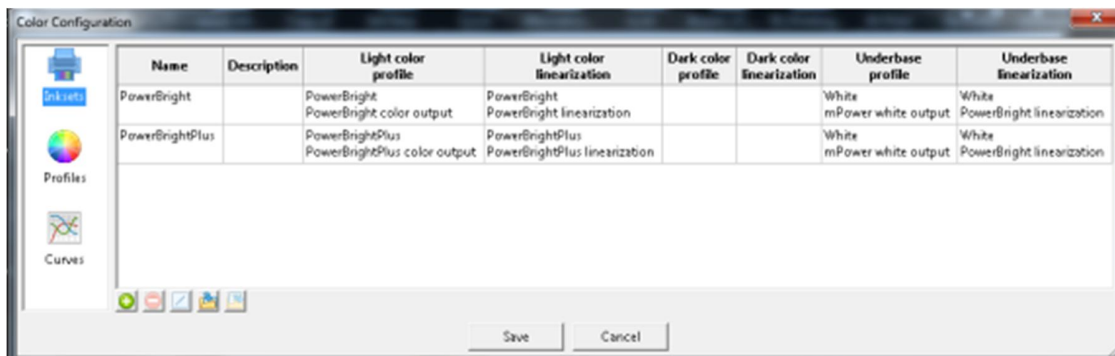 Color Configuration
Inksets
Profiles
Curves
Name Description Light color profile Light color linearization Dark color profile Dark color linearization Underbase profile Underbase linearization
PowerBright PowerBright PowerBright White White
PowerBright color output PowerBright linearization mPower white output PowerBright linearization
PowerBrightPlus PowerBrightPlus PowerBrightPlus White White
PowerBrightPlus color output PowerBrightPlus linearization mPower white output PowerBright linearization
Save Cancel